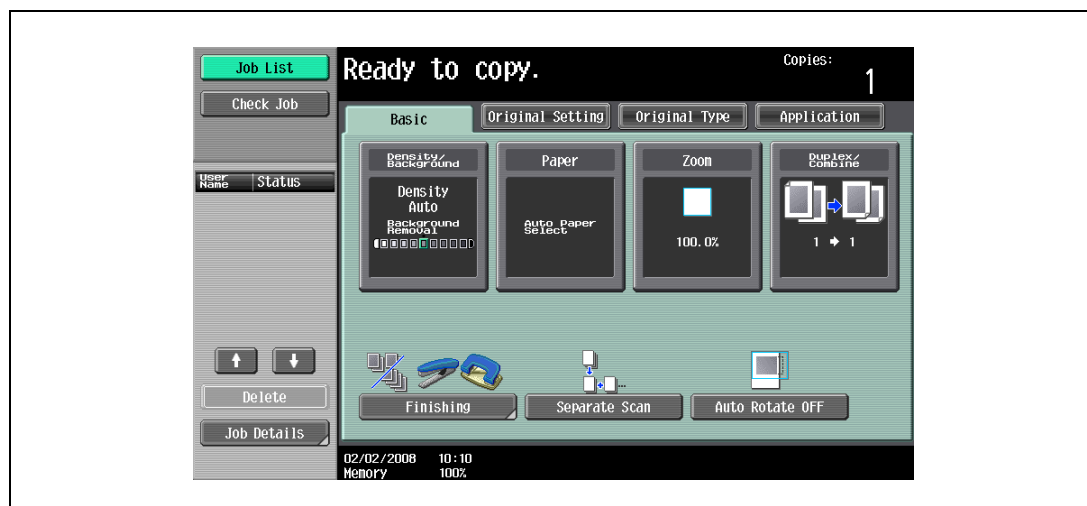 Job List
Check Job
User Name
Status
Delete
Job Details
Ready to copy.
Copies:
1
Basic
Original Setting
Original Type
Application
Density/
Background
Density
Auto
Background
Removal
Paper
Auto Paper
Select
Zoom
100.0%
Duplex/
Combine
1 ➧ 1
Finishing
Separate Scan
Auto Rotate OFF
02/02/2008 10:10
Memory 100%